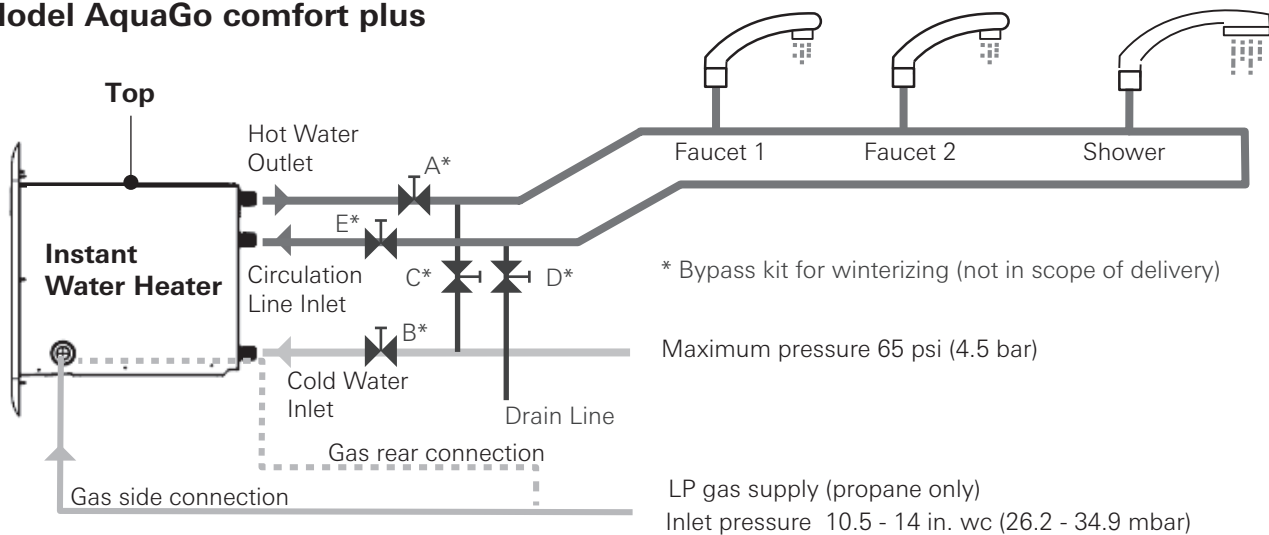 odel AquaGo comfort plus
Top
Hot Water
Outlet
A*
Faucet 1
Faucet 2
Shower
E*
Instant
Water Heater
Circulation
Line Inlet
C*
D*
* Bypass kit for winterizing (not in scope of delivery)
B*
Maximum pressure 65 psi (4.5 bar)
Cold Water
Inlet
Drain Line
Gas rear connection
Gas side connection
LP gas supply (propane only)
Inlet pressure 10.5 - 14 in. wc (26.2 - 34.9 mbar)